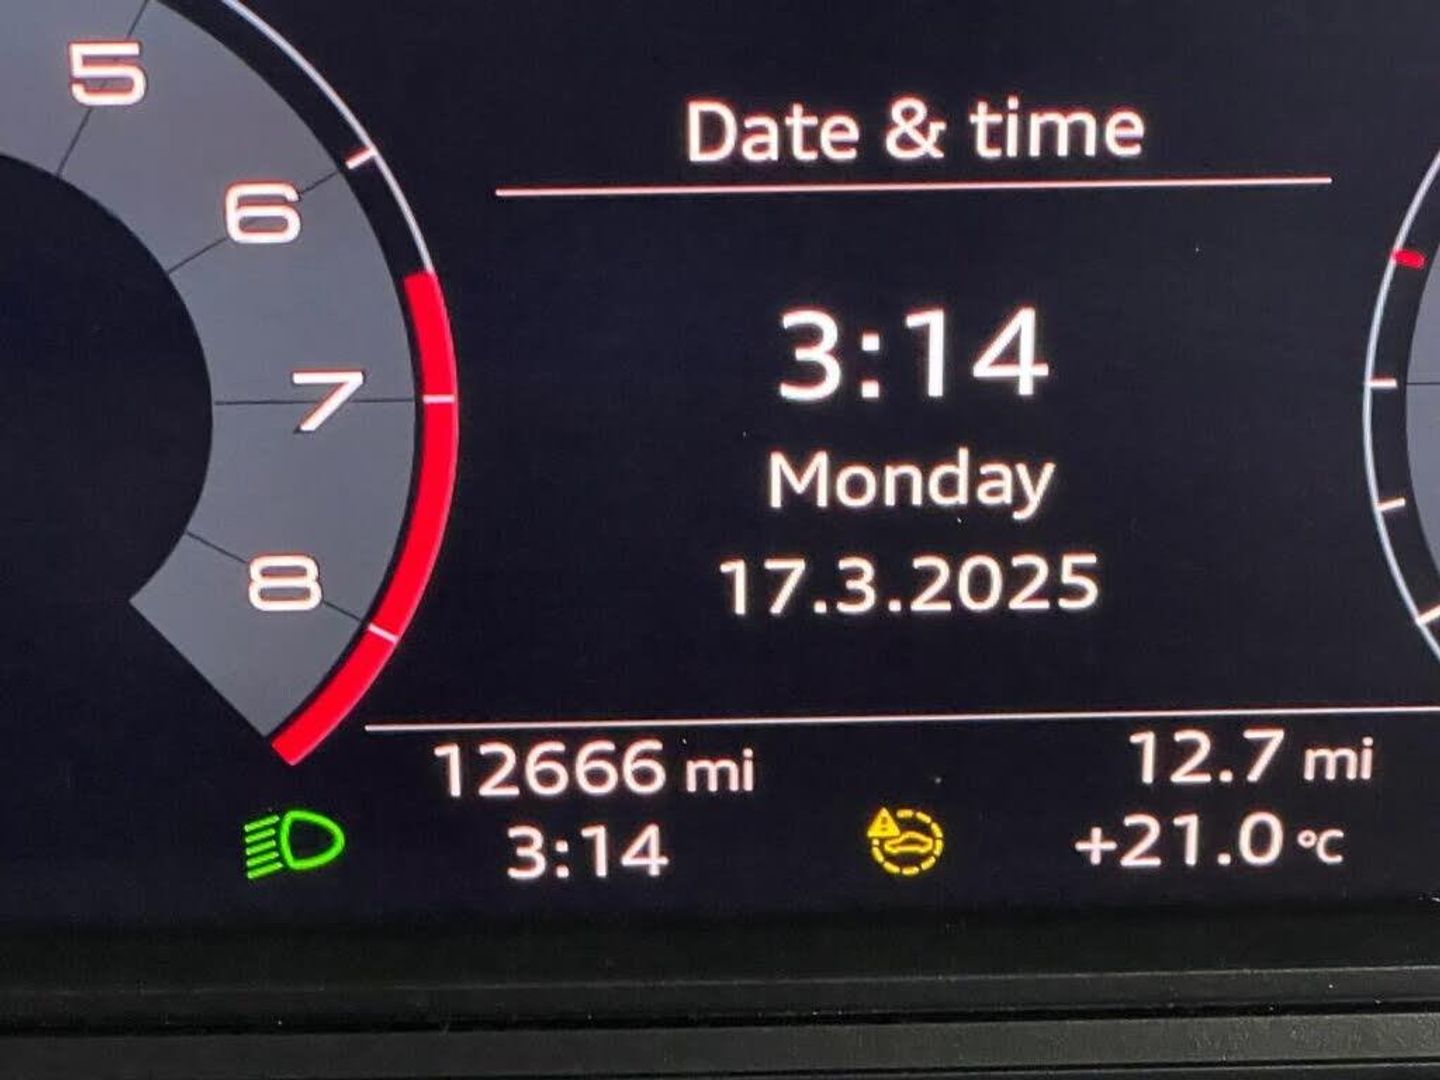 5
6
7
8
Date & time
3:14
Monday
17.3.2025
12666 mi
12.7 mi
3:14
+21.0 °C